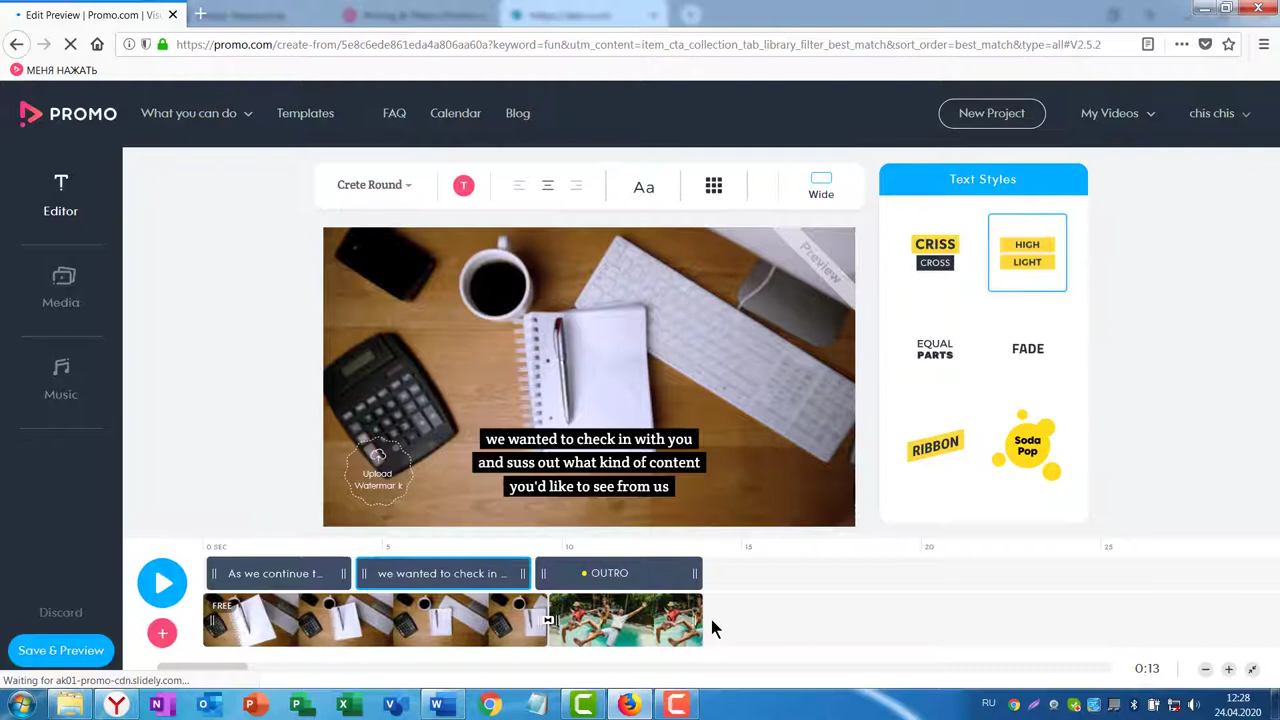 Edit Preview | Promo.com | Vis
https://promo.com/create-from/5e8c6ede861eda4a806aa60a?keyword=fun&utm_content=item_cta_collection_tab_library_filter_best_match&sort_order=best_match&type=all#V2.5.2
МЕНЯ НАЖАТЬ
PROMO
What you can do
Templates
FAQ
Calendar
Blog
New Project
My Videos
chis chis
Editor
Media
Music
Discard
Save & Preview
Crete Round
T
Aa
Wide
Preview
Upload
Watermark
we wanted to check in with you
and suss out what kind of content
you'd like to see from us
Text Styles
CRISS
CROSS
HIGH
LIGHT
EQUAL
PARTS
FADE
RIBBON
Soda
Pop
0 SEC
5
10
15
20
25
As we continue t...
we wanted to check in ...
OUTRO
FREE
0:13
Waiting for ak01-promo-cdn.slidely.com...
RU
12:28
24.04.2020